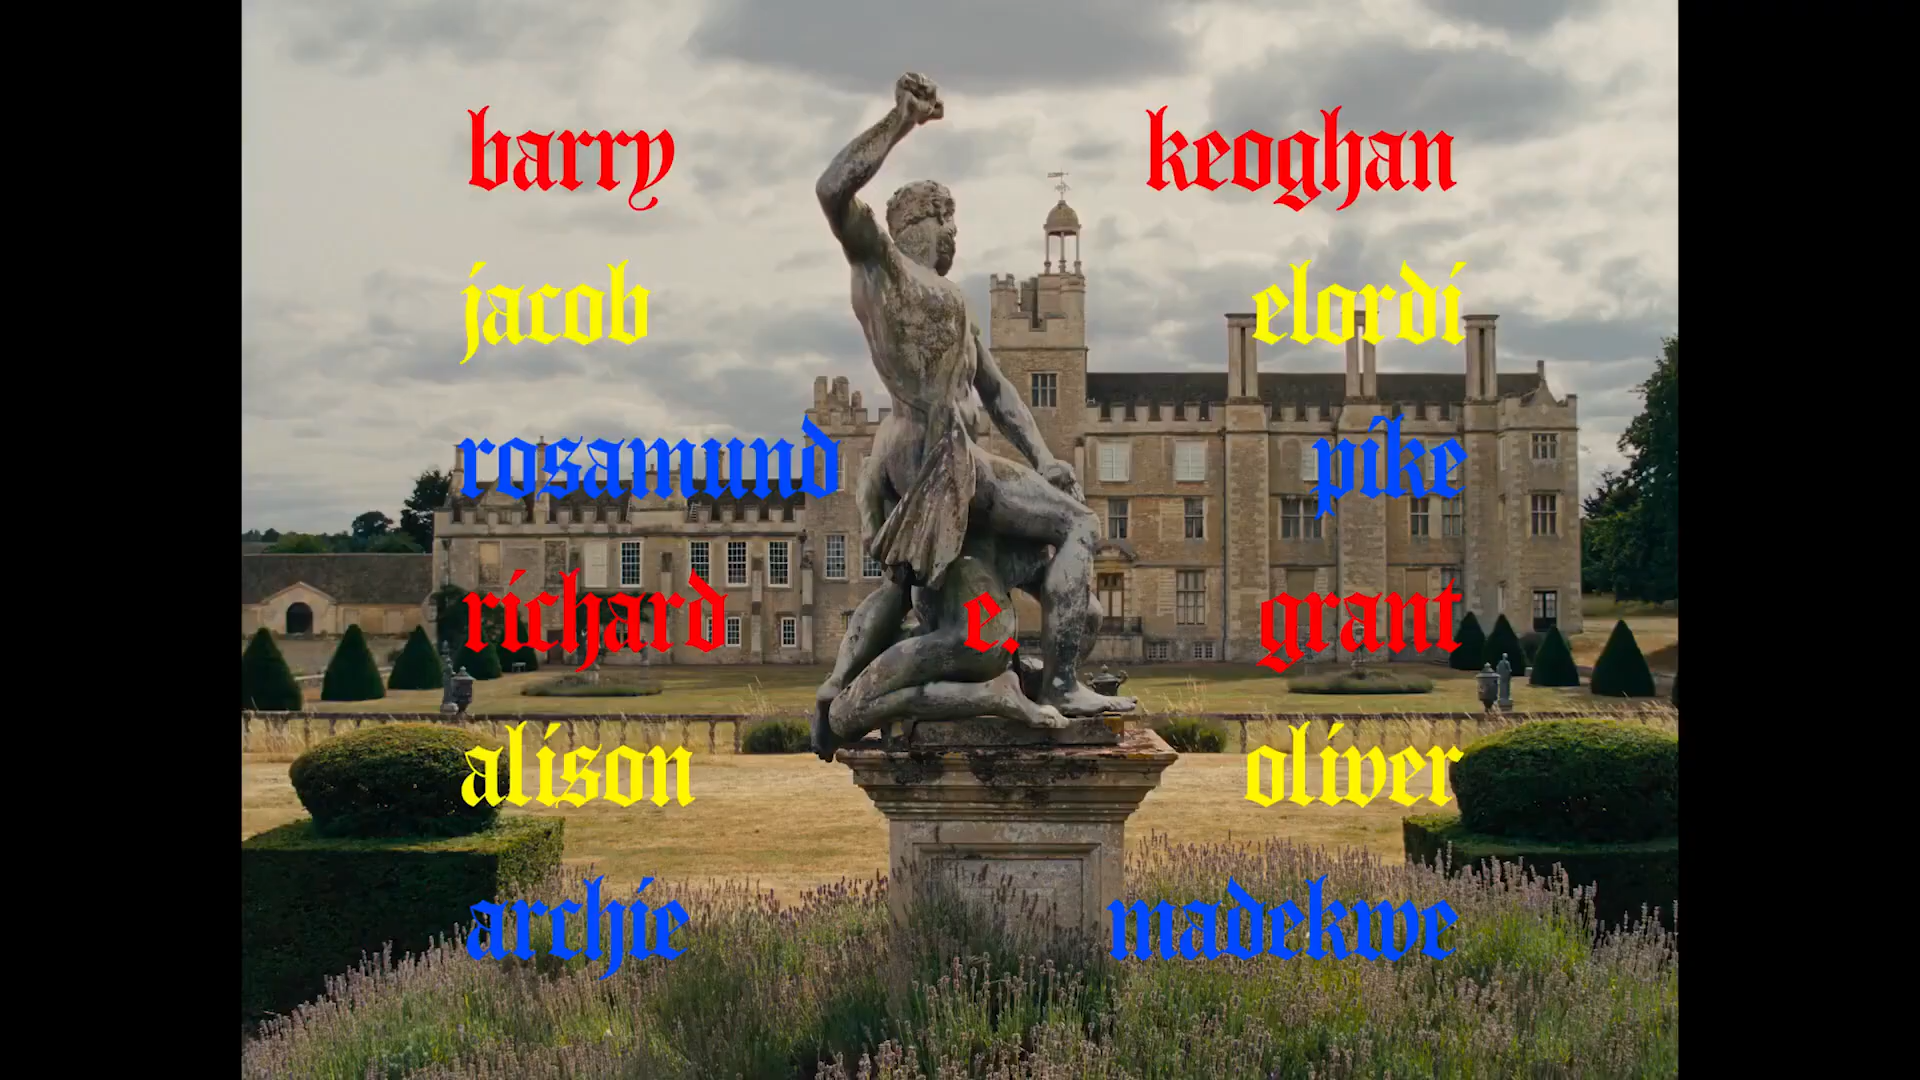 barry keoghan
jacob elordi
rosamund pike
richard e. grant
alison oliver
archie madekwe